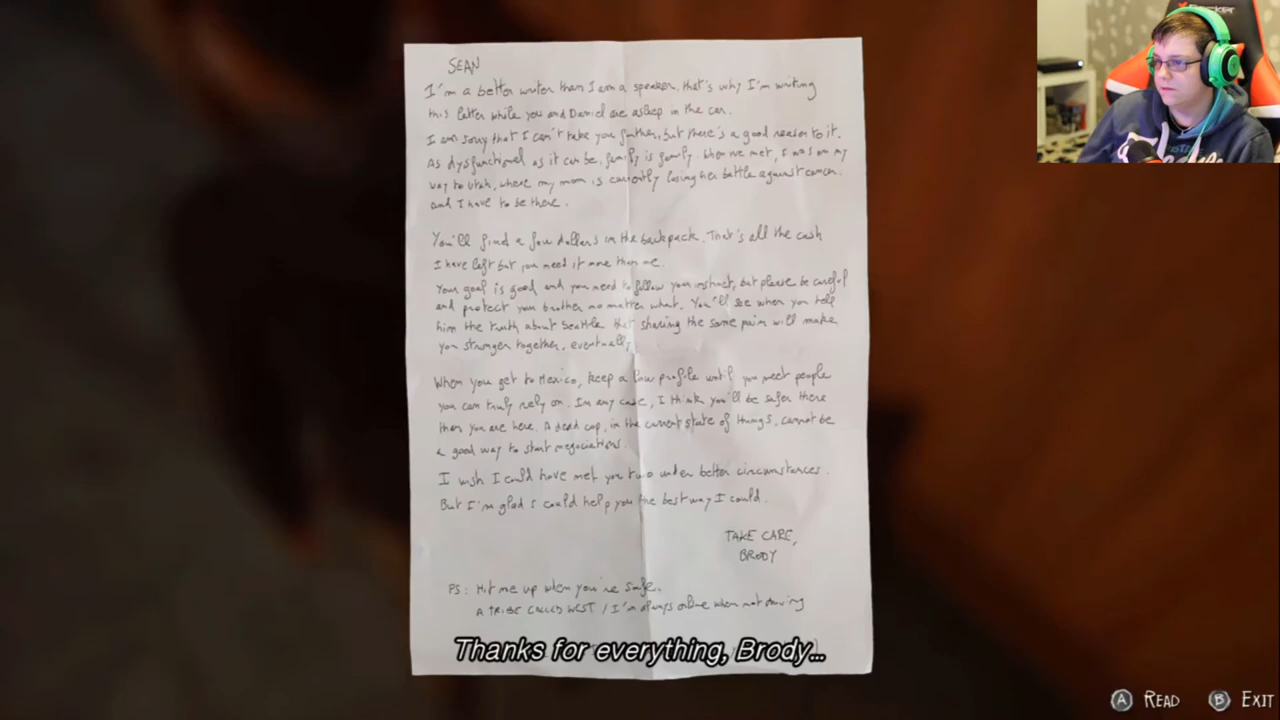 SEAN
I'm a better writer than I am a speaker, that's why I'm writing
this letter while you and Daniel are asleep in the car.
I am sorry that I can't take you further, but there's a good reason to it.
As dysfunctional as it can be, family is family. When we met, I was on my
way to Utah, where my mom is currently losing her battle against cancer.
and I have to be there.
You'll find a few dollars in the backpack. That's all the cash
I have left but you need it more than me.
Your goal is good and you need to follow your instinct, but please be careful
and protect your brother no matter what. You'll see when you tell
him the truth about Seattle that sharing the same pain will make
you stronger together, eventually.
When you get to Mexico, keep a low profile until you meet people
you can truly rely on. In any case, I think you'll be safer there
than you are here. A dead cop, in the current state of things, cannot be
a good way to start negociations.
I wish I could have met you two under better circumstances.
But I'm glad I could help you the best way I could.
TAKE CARE,
BRODY
PS: Hit me up when you're safe.
A TRIBE CALLED WEST / I'm always online when not driving
Thanks for everything, Brody...
A READ B EXIT